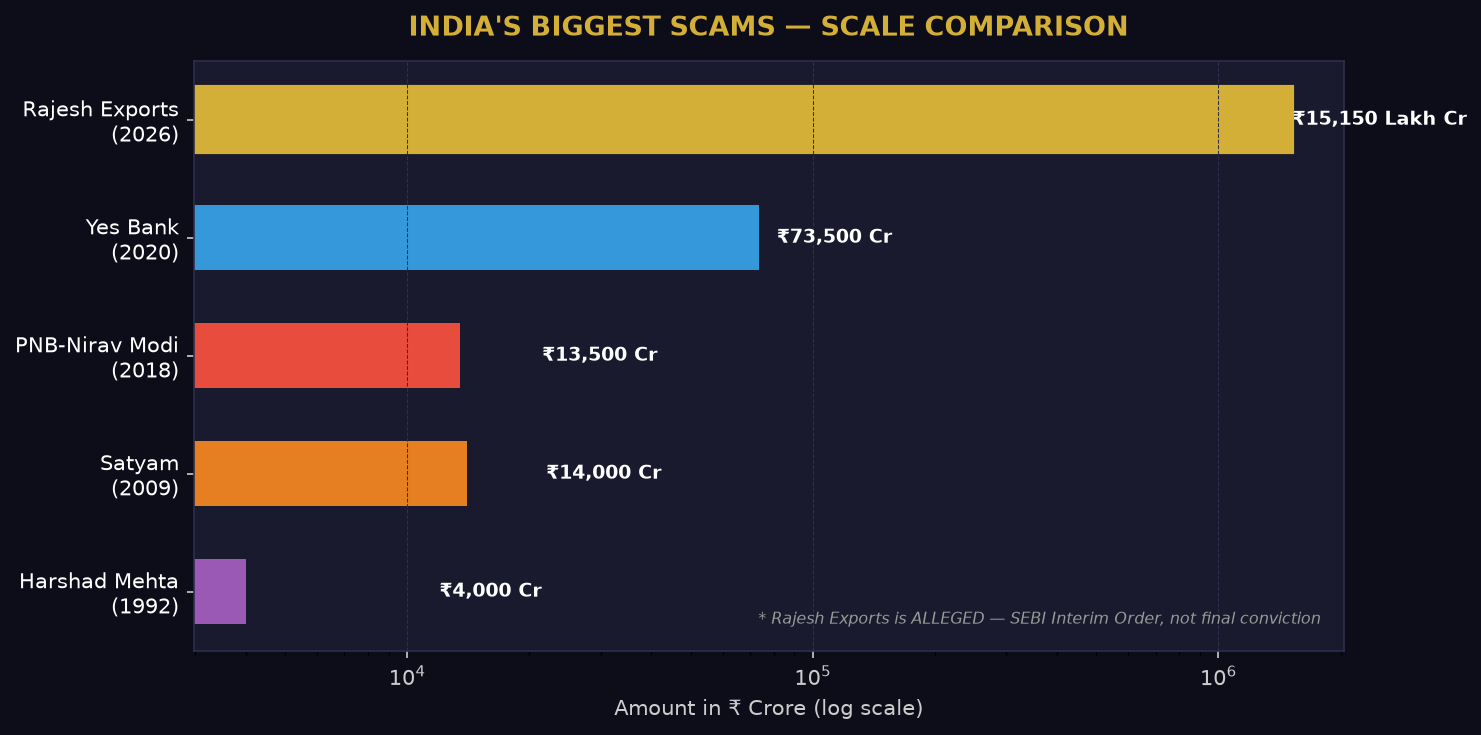 INDIA'S BIGGEST SCAMS — SCALE COMPARISON
Rajesh Exports
(2026)
₹15,150 Lakh Cr
Yes Bank
(2020)
₹73,500 Cr
PNB-Nirav Modi
(2018)
₹13,500 Cr
Satyam
(2009)
₹14,000 Cr
Harshad Mehta
(1992)
₹4,000 Cr
* Rajesh Exports is ALLEGED — SEBI Interim Order, not final conviction
10⁴ 10⁵ 10⁶
Amount in ₹ Crore (log scale)